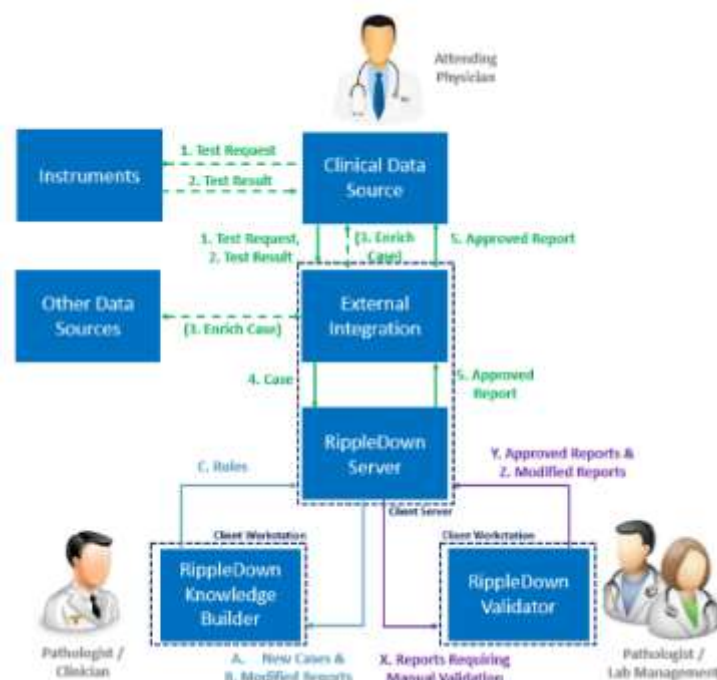 Attending
Physician
1. Test Request
Instruments
2. Test Result
Clinical Data
Source
1. Test Request,
2. Test Result
(3. Enrich
Case)
5. Approved Report
Other Data
Sources
(3. Enrich Case)
External
Integration
4. Case
5. Approved
Report
RippleDown
Server
C. Rules
Y. Approved Reports &
Z. Modified Reports
Client Server
Client Workstation
Client Workstation
RippleDown
Knowledge
Builder
RippleDown
Validator
Pathologist /
Clinician
A. New Cases &
B. Modified Reports
X. Reports Requiring
Manual Validation
Pathologist /
Lab Management